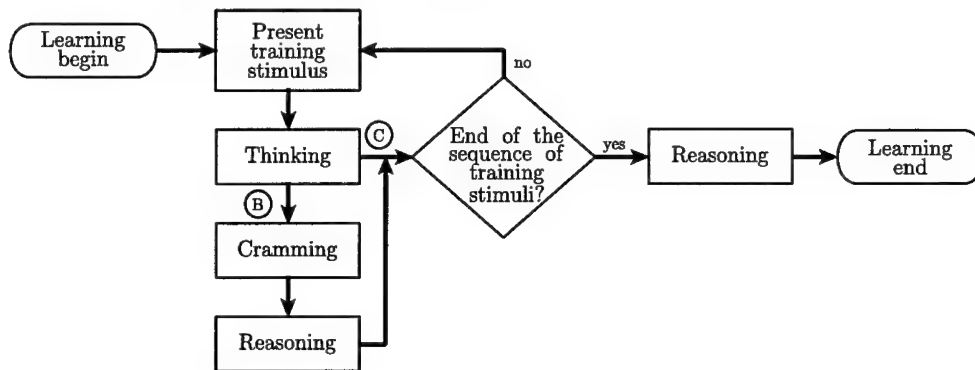 Learning
begin
Present
training
stimulus
no
Thinking
C
End of the
sequence of
training
stimuli?
yes
Reasoning
Learning
end
B
Cramming
Reasoning